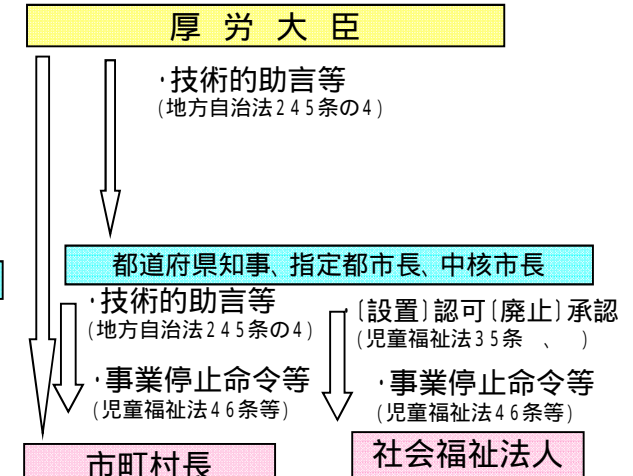 厚労大臣
・技術的助言等
(地方自治法245条の4)
都道府県知事、指定都市長、中核市長
・技術的助言等
(地方自治法245条の4)
・事業停止命令等
(児童福祉法46条等)
・〔設置〕認可〔廃止〕承認
(児童福祉法35条　、　)
・事業停止命令等
(児童福祉法46条等)
市町村長
社会福祉法人